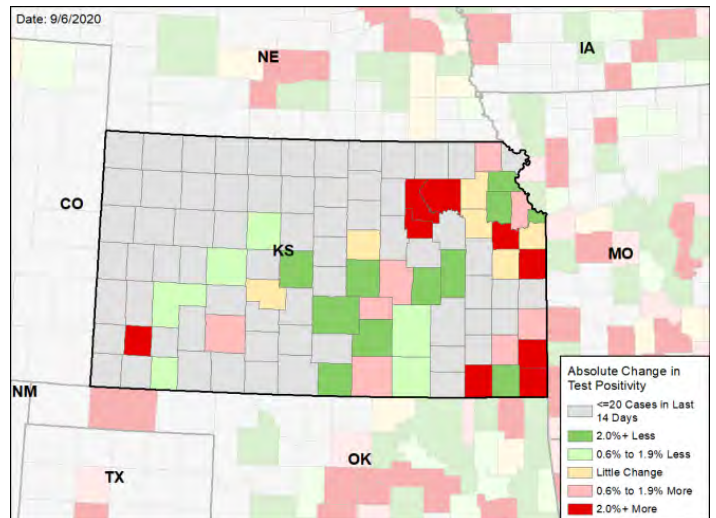 Date: 9/6/2020
NE
IA
CO
KS
MO
NM
TX
OK
Absolute Change in
Test Positivity
<=20 Cases in Last
14 Days
2.0%+ Less
0.6% to 1.9% Less
Little Change
0.6% to 1.9% More
2.0%+ More